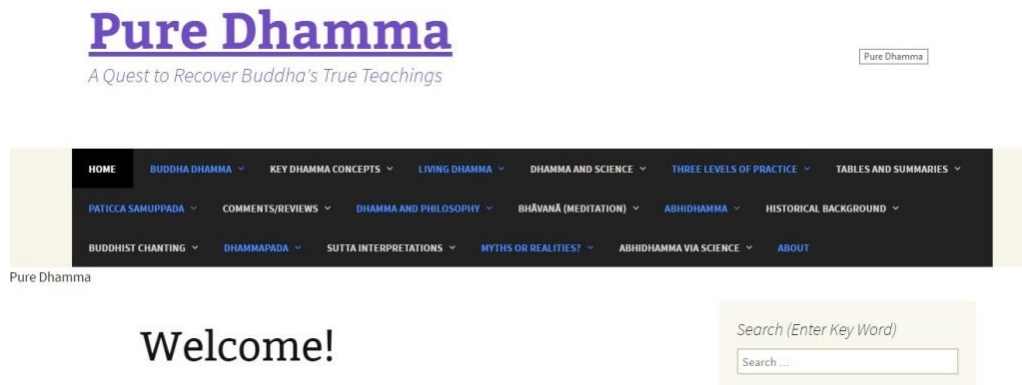 Pure Dhamma
A Quest to Recover Buddha's True Teachings
Pure Dhamma
HOME BUDDHA DHAMMA KEY DHAMMA CONCEPTS LIVING DHAMMA DHAMMA AND SCIENCE THREE LEVELS OF PRACTICE TABLES AND SUMMARIES
PATICCA SAMUPPADA COMMENTS/REVIEWS DHAMMA AND PHILOSOPHY BHĀVANĀ (MEDITATION) ABHIDHAMMA HISTORICAL BACKGROUND
BUDDHIST CHANTING DHAMMAPADA SUTTA INTERPRETATIONS MYTHS OR REALITIES? ABHIDHAMMA VIA SCIENCE ABOUT
Pure Dhamma
Welcome!
Search (Enter Key Word)
Search ...